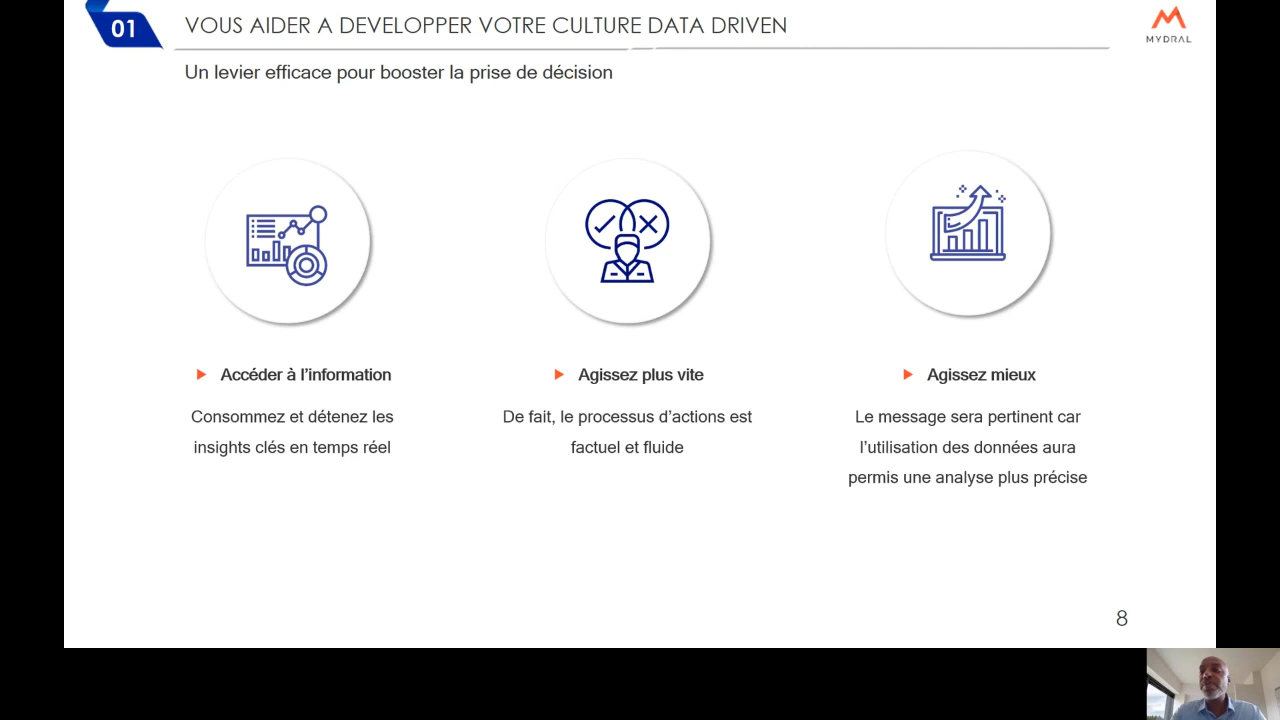 01
VOUS AIDER A DEVELOPPER VOTRE CULTURE DATA DRIVEN
MYDRAL
Un levier efficace pour booster la prise de décision
Accéder à l'information
Consommez et détenez les
insights clés en temps réel
Agissez plus vite
De fait, le processus d'actions est
factuel et fluide
Agissez mieux
Le message sera pertinent car
l'utilisation des données aura
permis une analyse plus précise
8